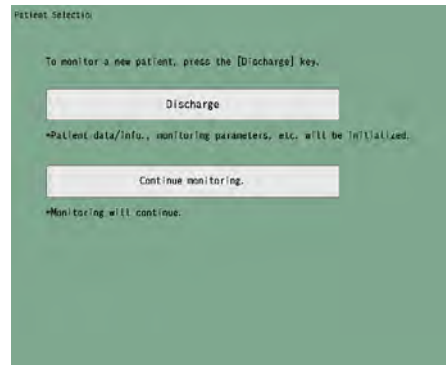 Patient Selection
To monitor a new patient, press the [Discharge] key.
Discharge
*Patient data/info., monitoring parameters, etc. will be initialized.
Continue monitoring.
*Monitoring will continue.